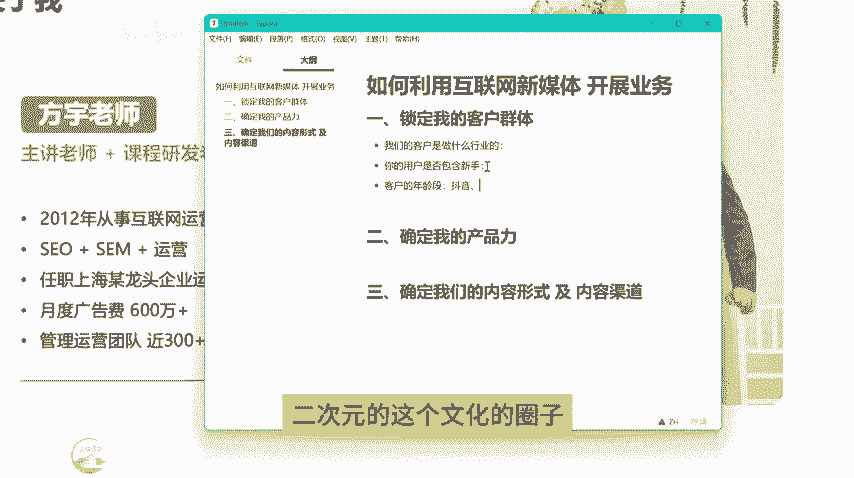 方宇老师
主讲老师 + 课程研发
2012年从事互联网运营
SEO + SEM + 运营
任职上海某龙头企业运
月度广告费 600万+
管理运营团队 近300+
文件(F) 编辑(E) 段落(P) 格式(O) 视图(V) 主题(T) 帮助(H)
文件 大纲
如何利用互联网新媒体 开展业务
一、锁定我的客户群体
二、确定我的产品力
三、确定我们的内容形式 及
内容渠道
如何利用互联网新媒体 开展业务
一、锁定我的客户群体
我们的客户是做什么行业的：
你的用户是否包含新手：
客户的年龄段：抖音、
二、确定我的产品力
三、确定我们的内容形式 及 内容渠道
二次元的这个文化的圈子